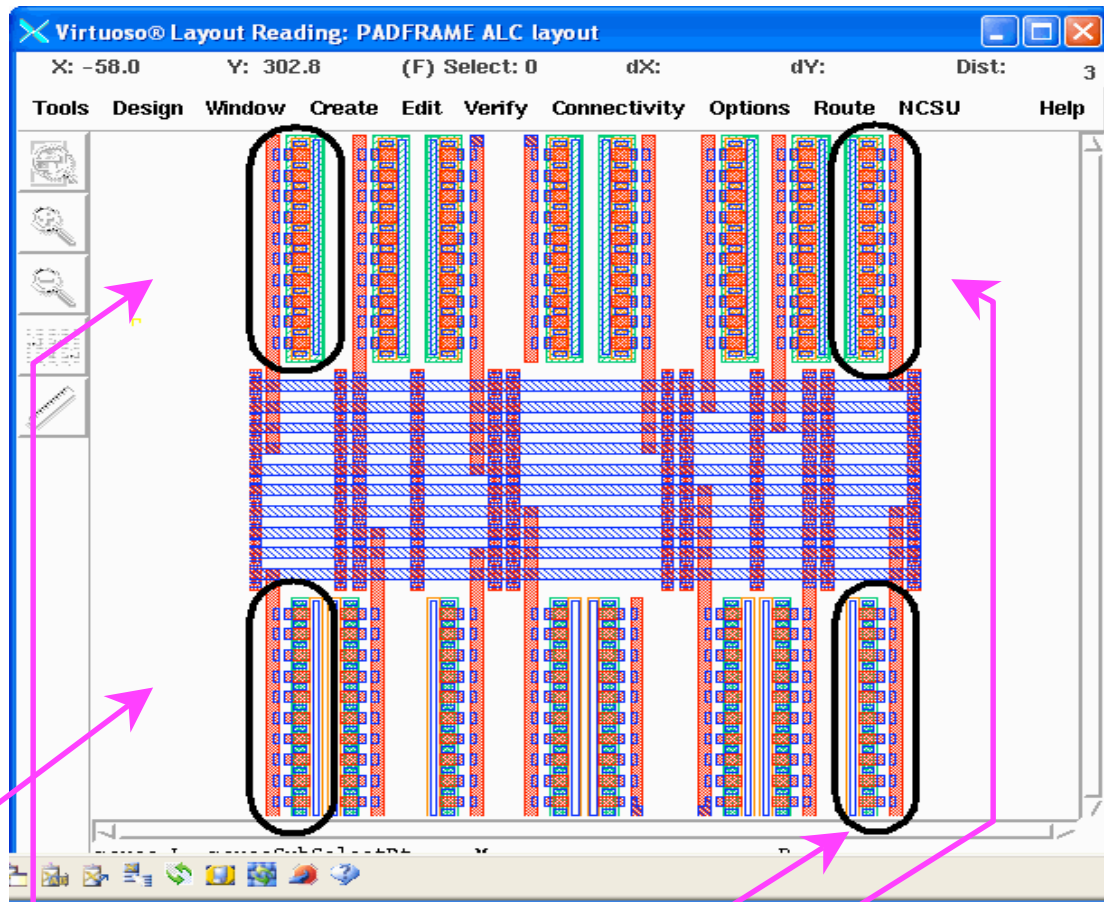 Virtuoso® Layout Reading: PADFRAME ALC layout
X: -58.0 Y: 302.8 (F) Select: 0 dX: dY: Dist: 3
Tools Design Window Create Edit Verify Connectivity Options Route NCSU Help